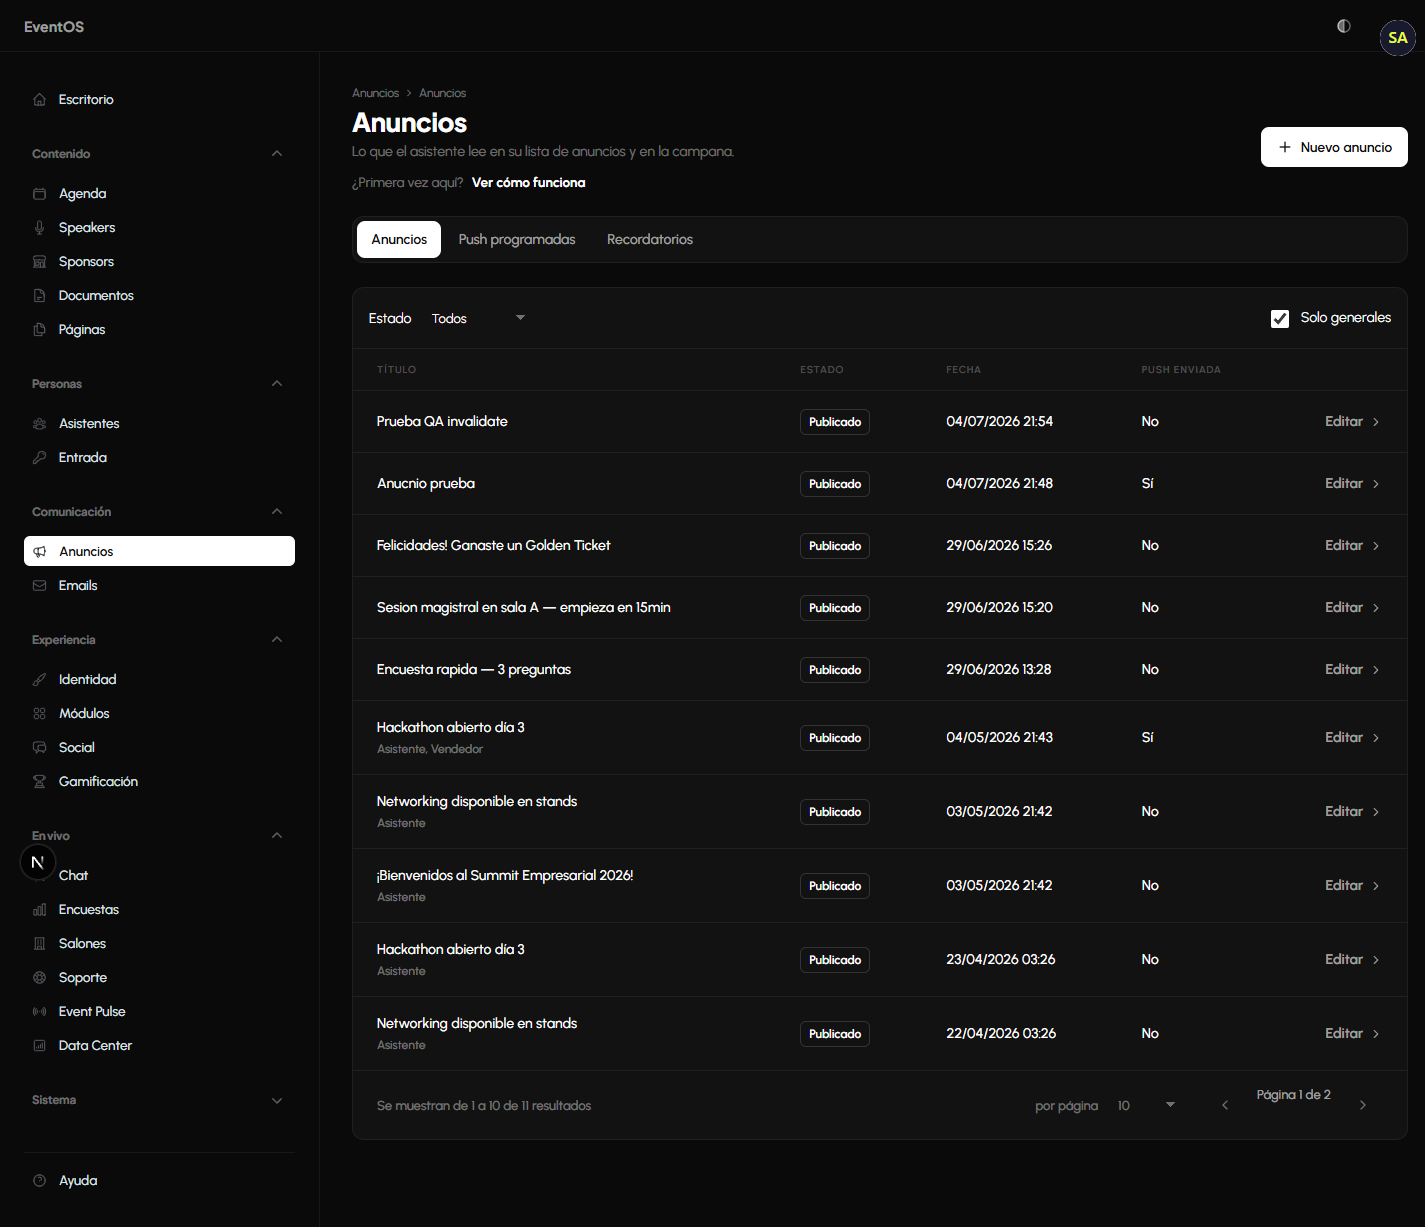 EventOS
SA
Escritorio
Contenido
Agenda
Speakers
Sponsors
Documentos
Páginas
Personas
Asistentes
Entrada
Comunicación
Anuncios
Emails
Experiencia
Identidad
Módulos
Social
Gamificación
En vivo
N
Chat
Encuestas
Salones
Soporte
Event Pulse
Data Center
Sistema
Ayuda
Anuncios > Anuncios
Anuncios
Lo que el asistente lee en su lista de anuncios y en la campana.
¿Primera vez aquí? Ver cómo funciona
+ Nuevo anuncio
Anuncios Push programadas Recordatorios
Estado Todos Solo generales
TÍTULO ESTADO FECHA PUSH ENVIADA
Prueba QA invalidate Publicado 04/07/2026 21:54 No Editar >
Anucnio prueba Publicado 04/07/2026 21:48 Sí Editar >
Felicidades! Ganaste un Golden Ticket Publicado 29/06/2026 15:26 No Editar >
Sesion magistral en sala A — empieza en 15min Publicado 29/06/2026 15:20 No Editar >
Encuesta rapida — 3 preguntas Publicado 29/06/2026 13:28 No Editar >
Hackathon abierto día 3 Publicado 04/05/2026 21:43 Sí Editar >
Asistente, Vendedor
Networking disponible en stands Publicado 03/05/2026 21:42 No Editar >
Asistente
¡Bienvenidos al Summit Empresarial 2026! Publicado 03/05/2026 21:42 No Editar >
Asistente
Hackathon abierto día 3 Publicado 23/04/2026 03:26 No Editar >
Asistente
Networking disponible en stands Publicado 22/04/2026 03:26 No Editar >
Asistente
Se muestran de 1 a 10 de 11 resultados por página 10 < Página 1 de 2 >